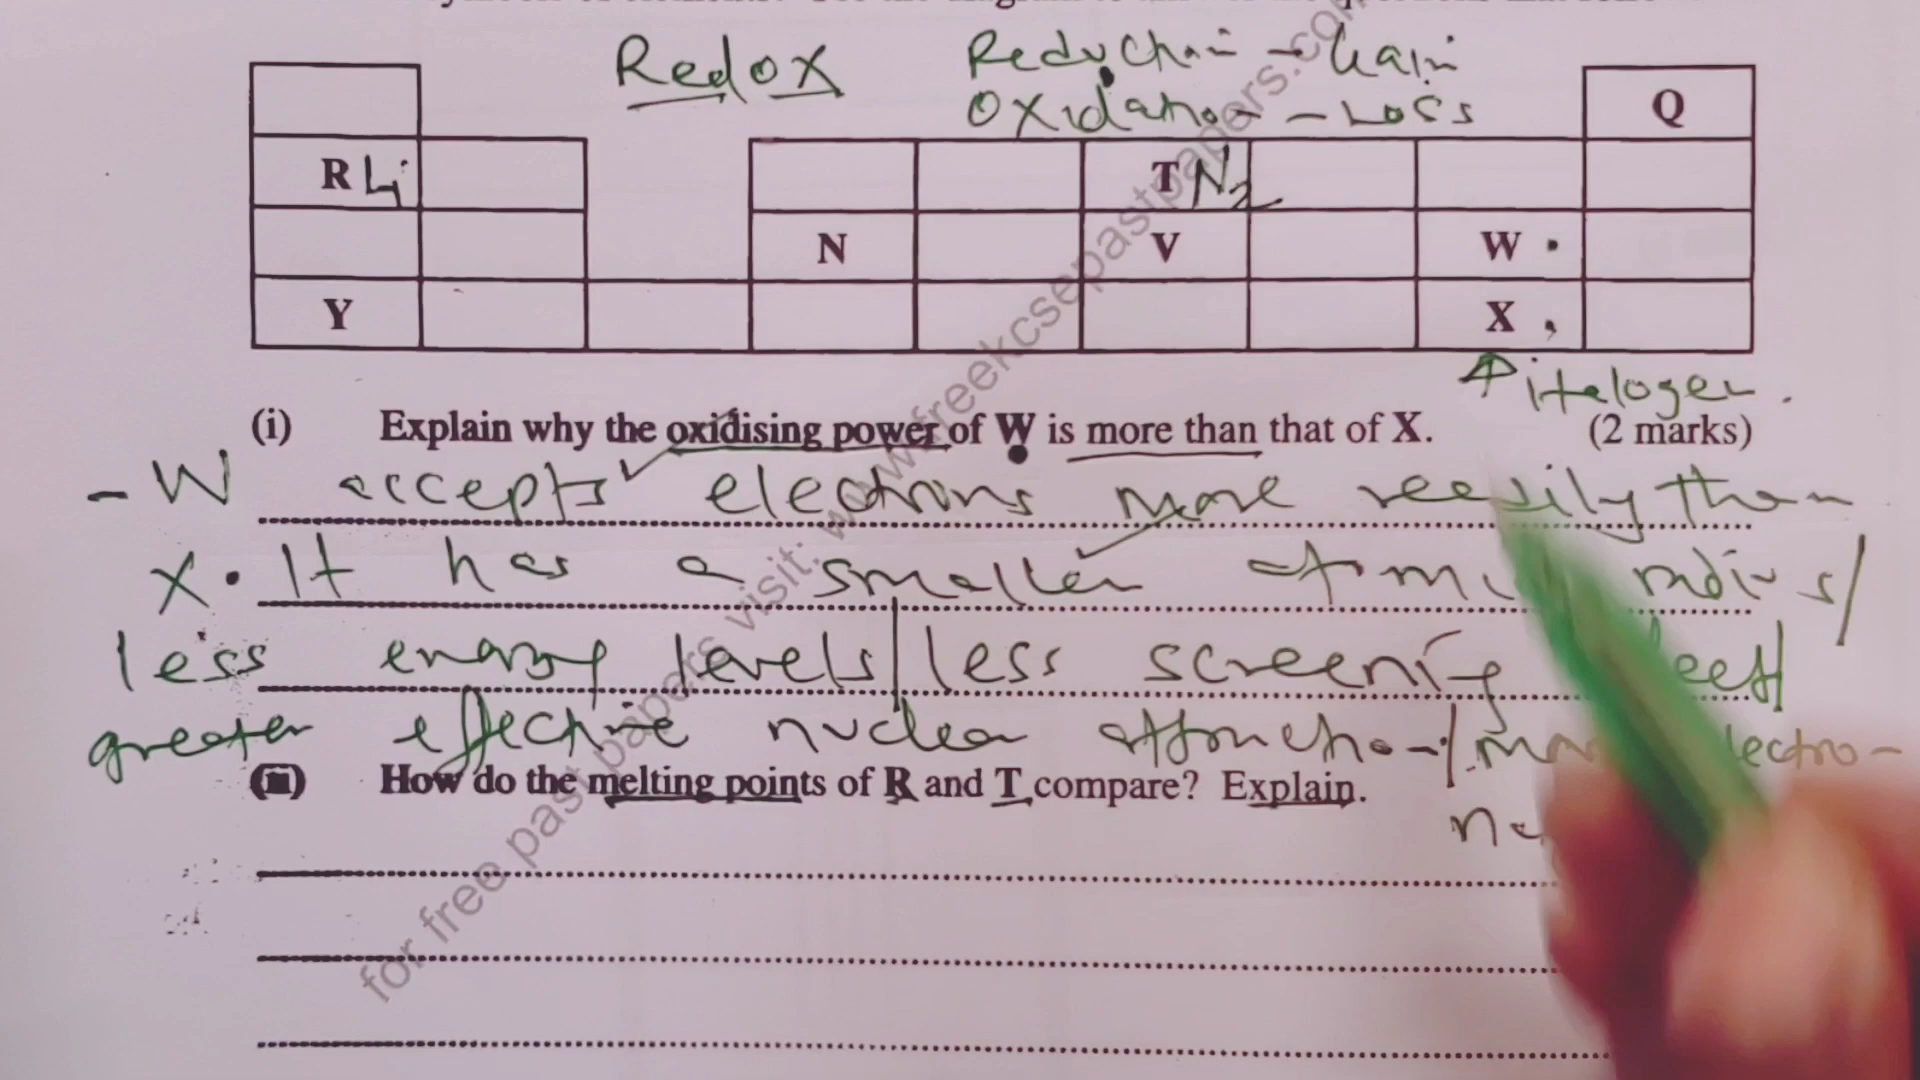 Redox Reduction - Gain
Oxidation - Loss
Q
R Li T N2
N V W
Y X
Halogen.
(i) Explain why the oxidising power of W is more than that of X. (2 marks)
- W accepts electrons more readily than
X. It has a smaller radius/
less energy levels/less screening
greater effective nuclear attraction/ electro-
(ii) How do the melting points of R and T compare? Explain.
for free past papers visit: www.freekcsepastpapers.com